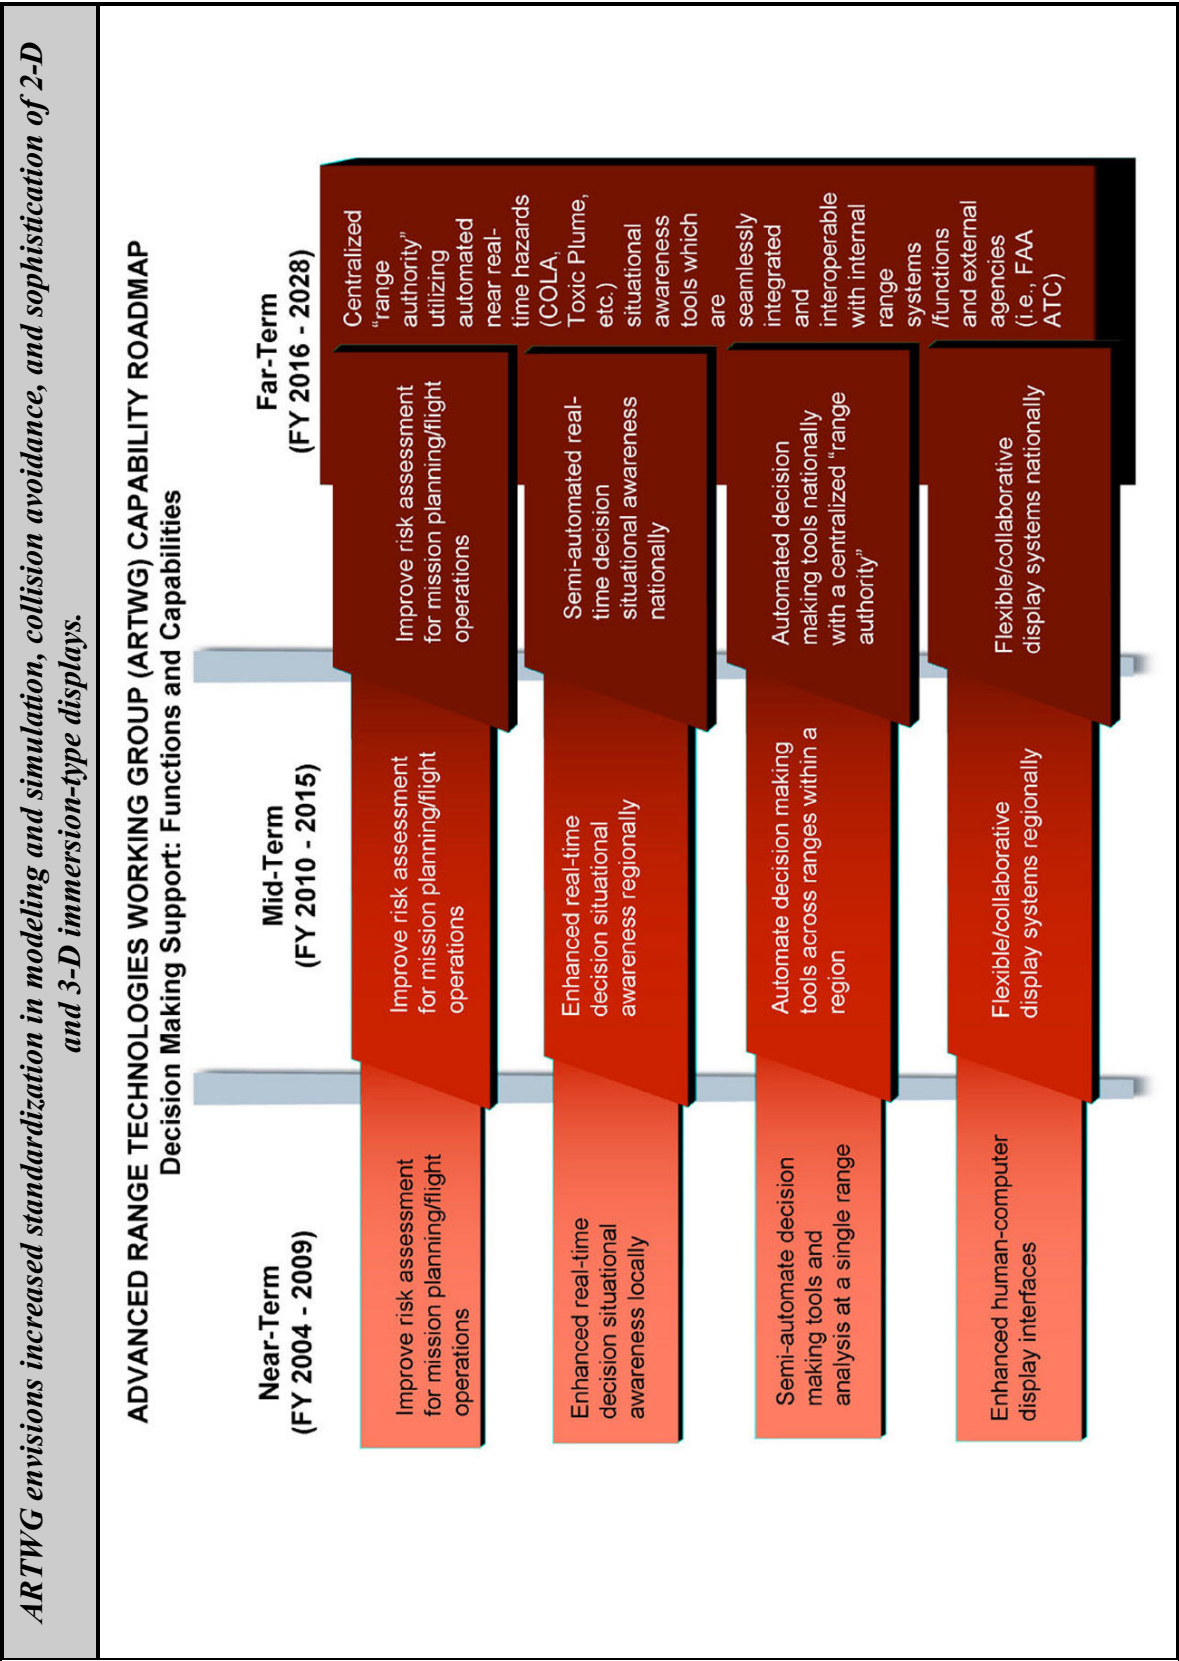 ARTWG envisions increased standardization in modeling and simulation, collision avoidance, and sophistication of 2-D
and 3-D immersion-type displays.
ADVANCED RANGE TECHNOLOGIES WORKING GROUP (ARTWG) CAPABILITY ROADMAP
Decision Making Support: Functions and Capabilities
Near-Term
(FY 2004 - 2009)
Mid-Term
(FY 2010 - 2015)
Far-Term
(FY 2016 - 2028)
Improve risk assessment
for mission planning/flight
operations
Improve risk assessment
for mission planning/flight
operations
Improve risk assessment
for mission planning/flight
operations
Enhanced real-time
decision situational
awareness locally
Enhanced real-time
decision situational
awareness regionally
Semi-automated real-
time decision
situational awareness
nationally
Semi-automate decision
making tools and
analysis at a single range
Automate decision making
tools across ranges within a
region
Automated decision
making tools nationally
with a centralized “range
authority”
Enhanced human-computer
display interfaces
Flexible/collaborative
display systems regionally
Flexible/collaborative
display systems nationally
Centralized
“range
authority”
utilizing
automated
near real-
time hazards
(COLA,
Toxic Plume,
etc.)
situational
awareness
tools which
are
seamlessly
integrated
and
interoperable
with internal
range
systems
/functions
and external
agencies
(i.e., FAA
ATC)